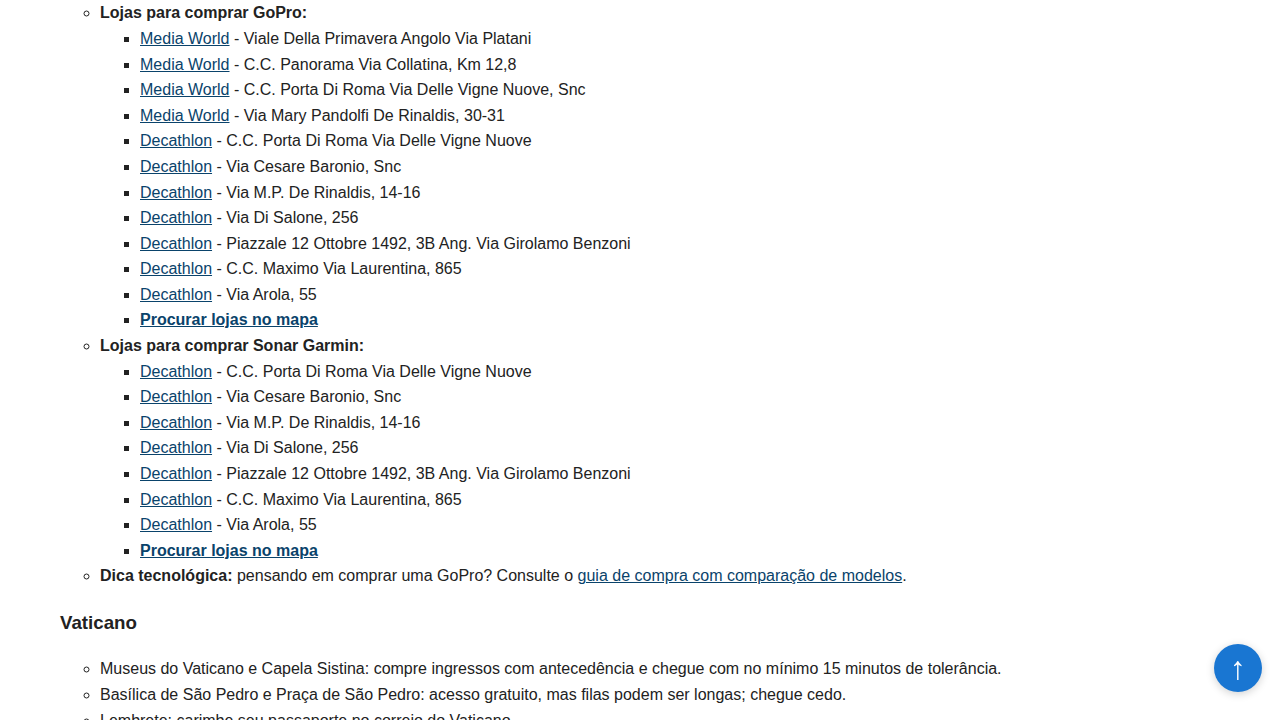 Lojas para comprar GoPro:
Media World - Viale Della Primavera Angolo Via Platani
Media World - C.C. Panorama Via Collatina, Km 12,8
Media World - C.C. Porta Di Roma Via Delle Vigne Nuove, Snc
Media World - Via Mary Pandolfi De Rinaldis, 30-31
Decathlon - C.C. Porta Di Roma Via Delle Vigne Nuove
Decathlon - Via Cesare Baronio, Snc
Decathlon - Via M.P. De Rinaldis, 14-16
Decathlon - Via Di Salone, 256
Decathlon - Piazzale 12 Ottobre 1492, 3B Ang. Via Girolamo Benzoni
Decathlon - C.C. Maximo Via Laurentina, 865
Decathlon - Via Arola, 55
Procurar lojas no mapa
Lojas para comprar Sonar Garmin:
Decathlon - C.C. Porta Di Roma Via Delle Vigne Nuove
Decathlon - Via Cesare Baronio, Snc
Decathlon - Via M.P. De Rinaldis, 14-16
Decathlon - Via Di Salone, 256
Decathlon - Piazzale 12 Ottobre 1492, 3B Ang. Via Girolamo Benzoni
Decathlon - C.C. Maximo Via Laurentina, 865
Decathlon - Via Arola, 55
Procurar lojas no mapa
Dica tecnológica: pensando em comprar uma GoPro? Consulte o guia de compra com comparação de modelos.
Vaticano
Museus do Vaticano e Capela Sistina: compre ingressos com antecedência e chegue com no mínimo 15 minutos de tolerância.
Basílica de São Pedro e Praça de São Pedro: acesso gratuito, mas filas podem ser longas; chegue cedo.
Lembrete: carimbe seu passaporte no correio do Vaticano.
↑